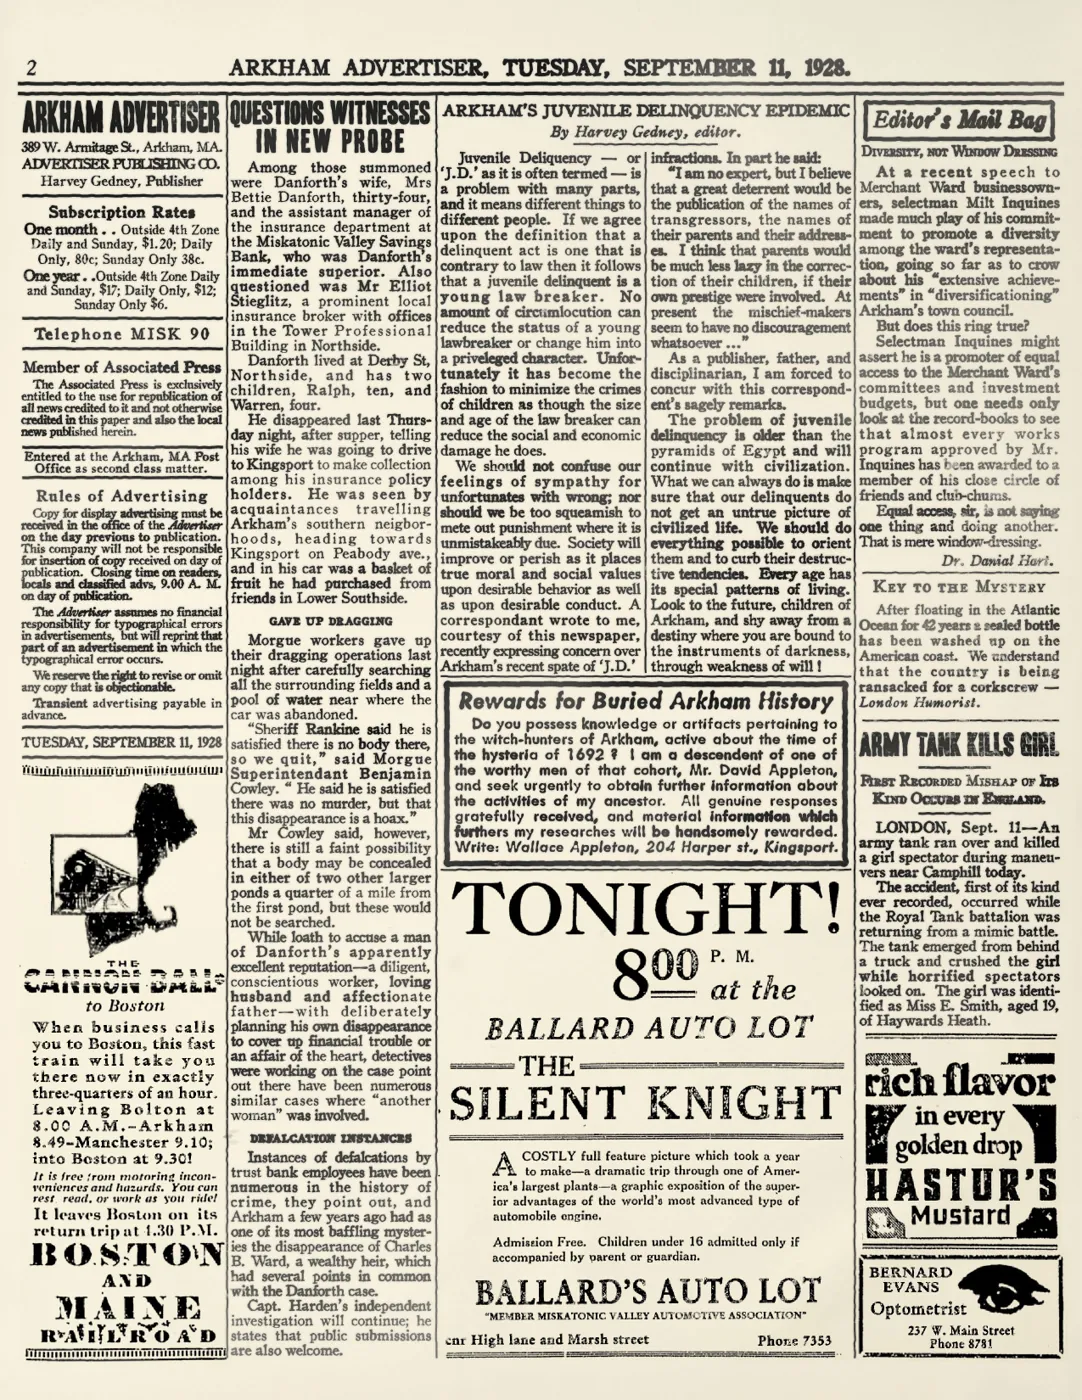 2
ARKHAM ADVERTISER, TUESDAY, SEPTEMBER 11, 1928.
ARKHAM ADVERTISER
389 W. Armitage St., Arkham, MA.
ADVERTISER PUBLISHING CO.
Harvey Gedney, Publisher
Subscription Rates
One month . . Outside 4th Zone
Daily and Sunday, $1.20; Daily
Only, 80c; Sunday Only 38c.
One year . .Outside 4th Zone Daily
and Sunday, $17; Daily Only, $12;
Sunday Only $6.
Telephone MISK 90
Member of Associated Press
The Associated Press is exclusively
entitled to the use for republication of
all news credited to it and not otherwise
credited in this paper and also the local
news published herein.
Entered at the Arkham, MA Post
Office as second class matter.
Rules of Advertising
Copy for display advertising must be
received in the office of the Advertiser
on the day previous to publication.
This company will not be responsible
for insertion of copy received on day of
publication. Closing time on readers,
locals and classified advs, 9.00 A. M.
on day of publication.
The Advertiser assumes no financial
responsibility for typographical errors
in advertisements, but will reprint that
part of an advertisement in which the
typographical error occurs.
We reserve the right to revise or omit
any copy that is objectionable.
Transient advertising payable in
advance.
TUESDAY, SEPTEMBER 11, 1928
THE
CANNON BALL
to Boston
When business calls
you to Boston, this fast
train will take you
there now in exactly
three-quarters of an hour.
Leaving Bolton at
8.00 A.M.–Arkham
8.49–Manchester 9.10;
into Boston at 9.30!
It is free from motoring incon-
veniences and hazards. You can
rest, read, or work as you ride!
It leaves Boston on its
return trip at 4.30 P.M.
BOSTON
AND
MAINE
RAILROAD
QUESTIONS WITNESSES
IN NEW PROBE
Among those summoned
were Danforth's wife, Mrs
Bettie Danforth, thirty-four,
and the assistant manager of
the insurance department at
the Miskatonic Valley Savings
Bank, who was Danforth's
immediate superior. Also
questioned was Mr Elliot
Stieglitz, a prominent local
insurance broker with offices
in the Tower Professional
Building in Northside.
Danforth lived at Derby St,
Northside, and has two
children, Ralph, ten, and
Warren, four.
He disappeared last Thurs-
day night, after supper, telling
his wife he was going to drive
to Kingsport to make collection
among his insurance policy
holders. He was seen by
acquaintances travelling
Arkham's southern neigbor-
hoods, heading towards
Kingsport on Peabody ave.,
and in his car was a basket of
fruit he had purchased from
friends in Lower Southside.
GAVE UP DRAGGING
Morgue workers gave up
their dragging operations last
night after carefully searching
all the surrounding fields and a
pool of water near where the
car was abandoned.
"Sheriff Rankine said he is
satisfied there is no body there,
so we quit," said Morgue
Superintendant Benjamin
Cowley. " He said he is satisfied
there was no murder, but that
this disappearance is a hoax."
Mr Cowley said, however,
there is still a faint possibility
that a body may be concealed
in either of two other larger
ponds a quarter of a mile from
the first pond, but these would
not be searched.
While loath to accuse a man
of Danforth's apparently
excellent reputation—a diligent,
conscientious worker, loving
husband and affectionate
father—with deliberately
planning his own disappearance
to cover up financial trouble or
an affair of the heart, detectives
were working on the case point
out there have been numerous
similar cases where "another
woman" was involved.
DEFALCATION INSTANCES
Instances of defalcations by
trust bank employees have been
numerous in the history of
crime, they point out, and
Arkham a few years ago had as
one of its most baffling myster-
ies the disappearance of Charles
B. Ward, a wealthy heir, which
had several points in common
with the Danforth case.
Capt. Harden's independent
investigation will continue; he
states that public submissions
are also welcome.
ARKHAM'S JUVENILE DELINQUENCY EPIDEMIC
By Harvey Gedney, editor.
Juvenile Deliquency — or
'J.D.' as it is often termed — is
a problem with many parts,
and it means different things to
different people. If we agree
upon the definition that a
delinquent act is one that is
contrary to law then it follows
that a juvenile delinquent is a
young law breaker. No
amount of circumlocution can
reduce the status of a young
lawbreaker or change him into
a priveleged character. Unfor-
tunately it has become the
fashion to minimize the crimes
of children as though the size
and age of the law breaker can
reduce the social and economic
damage he does.
We should not confuse our
feelings of sympathy for
unfortunates with wrong; nor
should we be too squeamish to
mete out punishment where it is
unmistakeably due. Society will
improve or perish as it places
true moral and social values
upon desirable behavior as well
as upon desirable conduct. A
correspondant wrote to me,
courtesy of this newspaper,
recently expressing concern over
Arkham's recent spate of 'J.D.'
infractions. In part he said:
"I am no expert, but I believe
that a great deterrent would be
the publication of the names of
transgressors, the names of
their parents and their address-
es. I think that parents would
be much less lazy in the correc-
tion of their children, if their
own prestige were involved. At
present the mischief-makers
seem to have no discouragement
whatsoever ..."
As a publisher, father, and
disciplinarian, I am forced to
concur with this correspond-
ent's sagely remarks.
The problem of juvenile
delinquency is older than the
pyramids of Egypt and will
continue with civilization.
What we can always do is make
sure that our delinquents do
not get an untrue picture of
civilized life. We should do
everything possible to orient
them and to curb their destruc-
tive tendencies. Every age has
its special patterns of living.
Look to the future, children of
Arkham, and shy away from a
destiny where you are bound to
the instruments of darkness,
through weakness of will !
Rewards for Buried Arkham History
Do you possess knowledge or artifacts pertaining to
the witch-hunters of Arkham, active about the time of
the hysteria of 1692 ? I am a descendent of one of
the worthy men of that cohort, Mr. David Appleton,
and seek urgently to obtain further information about
the activities of my ancestor. All genuine responses
gratefully received, and material information which
furthers my researches will be handsomely rewarded.
Write: Wallace Appleton, 204 Harper st., Kingsport.
TONIGHT!
8 00 P. M.
at the
BALLARD AUTO LOT
THE
SILENT KNIGHT
A COSTLY full feature picture which took a year
to make—a dramatic trip through one of Amer-
ica's largest plants—a graphic exposition of the super-
ior advantages of the world's most advanced type of
automobile engine.
Admission Free. Children under 16 admitted only if
accompanied by parent or guardian.
BALLARD'S AUTO LOT
"MEMBER MISKATONIC VALLEY AUTOMOTIVE ASSOCIATION"
cnr High lane and Marsh street Phone 7353
Editor's Mail Bag
DIVERSITY, NOT WINDOW DRESSING
At a recent speech to
Merchant Ward businessown-
ers, selectman Milt Inquines
made much play of his commit-
ment to promote a diversity
among the ward's representa-
tion, going so far as to crow
about his "extensive achieve-
ments" in "diversificationing"
Arkham's town council.
But does this ring true?
Selectman Inquines might
assert he is a promoter of equal
access to the Merchant Ward's
committees and investment
budgets, but one needs only
look at the record-books to see
that almost every works
program approved by Mr.
Inquines has been awarded to a
member of his close circle of
friends and club-chums.
Equal access, sir, is not saying
one thing and doing another.
That is mere window-dressing.
Dr. Danial Hart.
KEY TO THE MYSTERY
After floating in the Atlantic
Ocean for 42 years a sealed bottle
has been washed up on the
American coast. We understand
that the country is being
ransacked for a corkscrew —
London Humorist.
ARMY TANK KILLS GIRL
FIRST RECORDED MISHAP OF ITS
KIND OCCURS IN ENGLAND.
LONDON, Sept. 11—An
army tank ran over and killed
a girl spectator during maneu-
vers near Camphill today.
The accident, first of its kind
ever recorded, occurred while
the Royal Tank battalion was
returning from a mimic battle.
The tank emerged from behind
a truck and crushed the girl
while horrified spectators
looked on. The girl was identi-
fied as Miss E. Smith, aged 19,
of Haywards Heath.
rich flavor
in every
golden drop
HASTUR'S
Mustard
BERNARD
EVANS
Optometrist
237 W. Main Street
Phone 8781